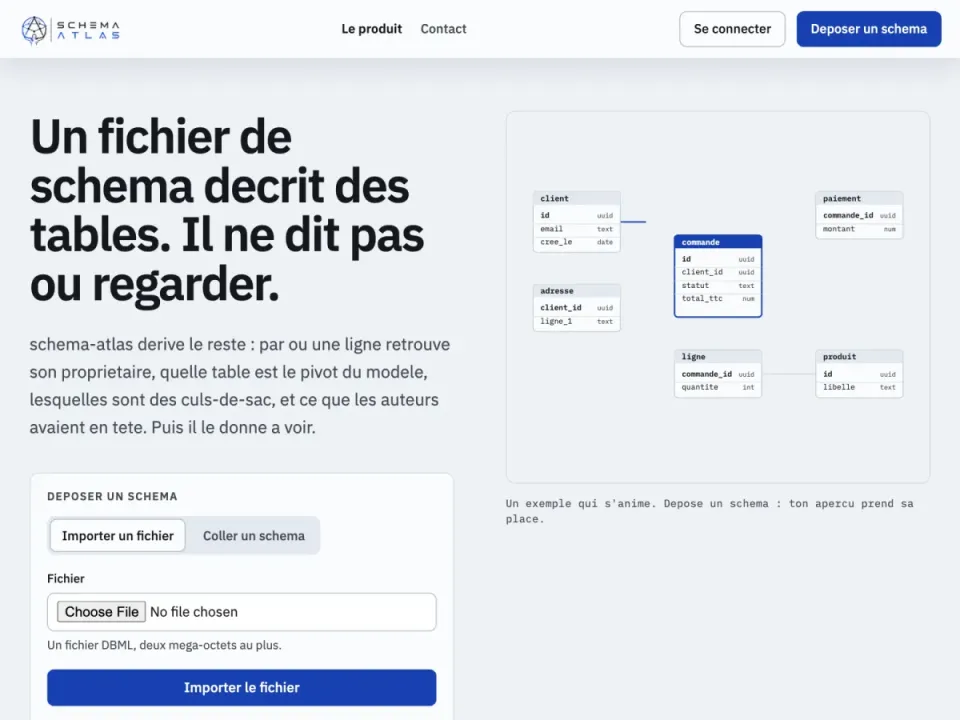 SCHEMA
ATLAS
Le produit
Contact
Se connecter
Deposer un schema
Un fichier de
schema decrit des
tables. Il ne dit pas
ou regarder.
schema-atlas derive le reste : par ou une ligne retrouve
son proprietaire, quelle table est le pivot du modele,
lesquelles sont des culs-de-sac, et ce que les auteurs
avaient en tete. Puis il le donne a voir.
DEPOSER UN SCHEMA
Importer un fichier
Coller un schema
Fichier
Choose File No file chosen
Un fichier DBML, deux mega-octets au plus.
Importer le fichier
client
id uuid
email text
cree_le date
adresse
client_id uuid
ligne_1 text
commande
id uuid
client_id uuid
statut text
total_ttc num
ligne
commande_id uuid
quantite int
paiement
commande_id uuid
montant num
produit
id uuid
libelle text
Un exemple qui s'anime. Depose un schema : ton apercu prend sa
place.